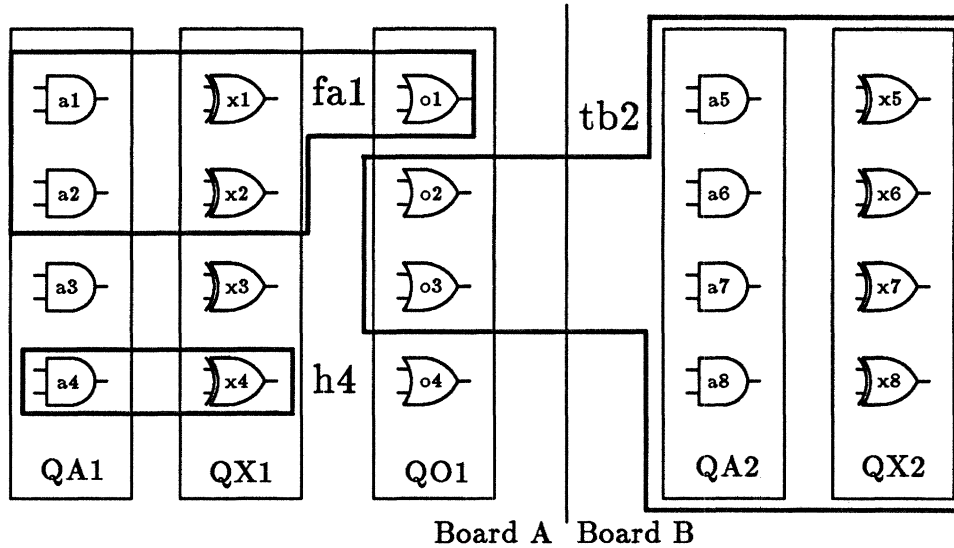 fa1
tb2
a1 x1 o1 a5 x5
a2 x2 o2 a6 x6
a3 x3 o3 a7 x7
a4 x4 h4 o4 a8 x8
QA1 QX1 QO1 QA2 QX2
Board A Board B